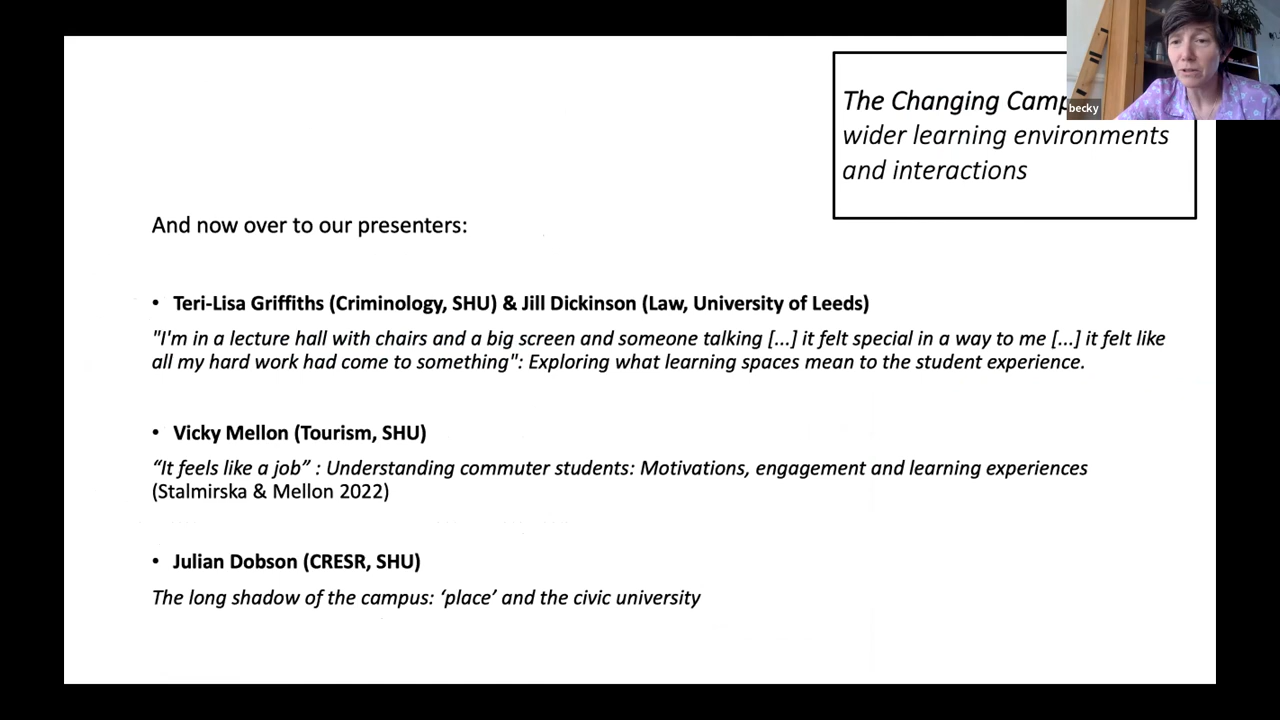 The Changing Camp
becky
wider learning environments
and interactions
And now over to our presenters:
• Teri-Lisa Griffiths (Criminology, SHU) & Jill Dickinson (Law, University of Leeds)
"I'm in a lecture hall with chairs and a big screen and someone talking [...] it felt special in a way to me [...] it felt like
all my hard work had come to something": Exploring what learning spaces mean to the student experience.
• Vicky Mellon (Tourism, SHU)
“It feels like a job” : Understanding commuter students: Motivations, engagement and learning experiences
(Stalmirska & Mellon 2022)
• Julian Dobson (CRESR, SHU)
The long shadow of the campus: ‘place’ and the civic university